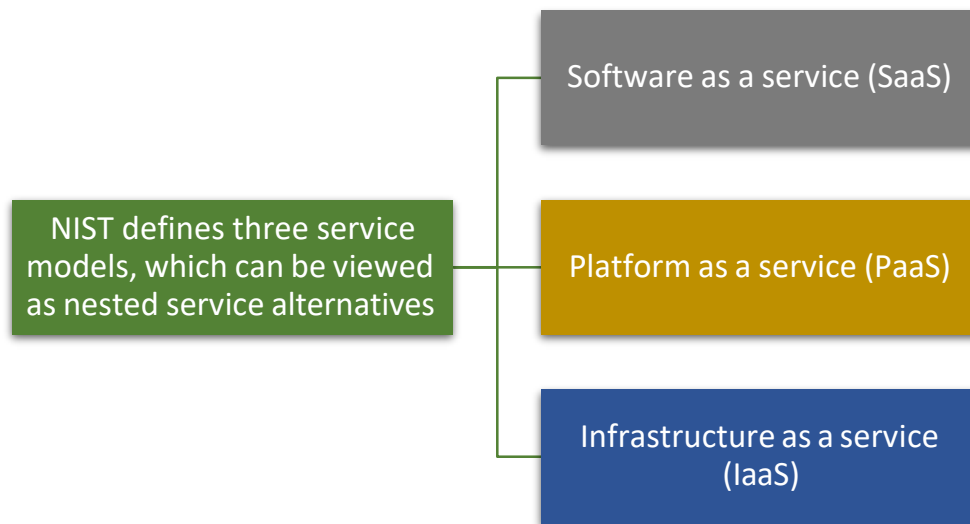 Software as a service (SaaS)
NIST defines three service
models, which can be viewed
as nested service alternatives
Platform as a service (PaaS)
Infrastructure as a service
(IaaS)